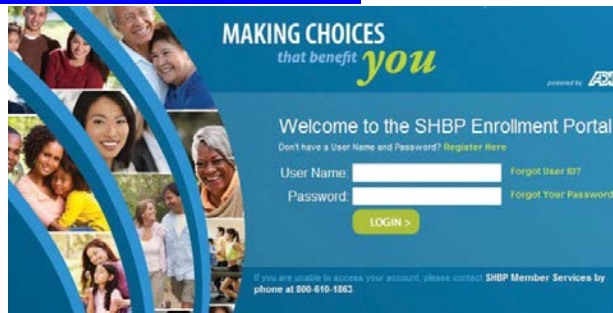 MAKING CHOICES
that benefit you
powered by ADP
Welcome to the SHBP Enrollment Portal
Don't have a User Name and Password? Register Here
User Name:
Forgot User ID?
Password:
Forgot Your Password
LOGIN >
If you are unable to access your account, please contact SHBP Member Services by
phone at 800-610-1863